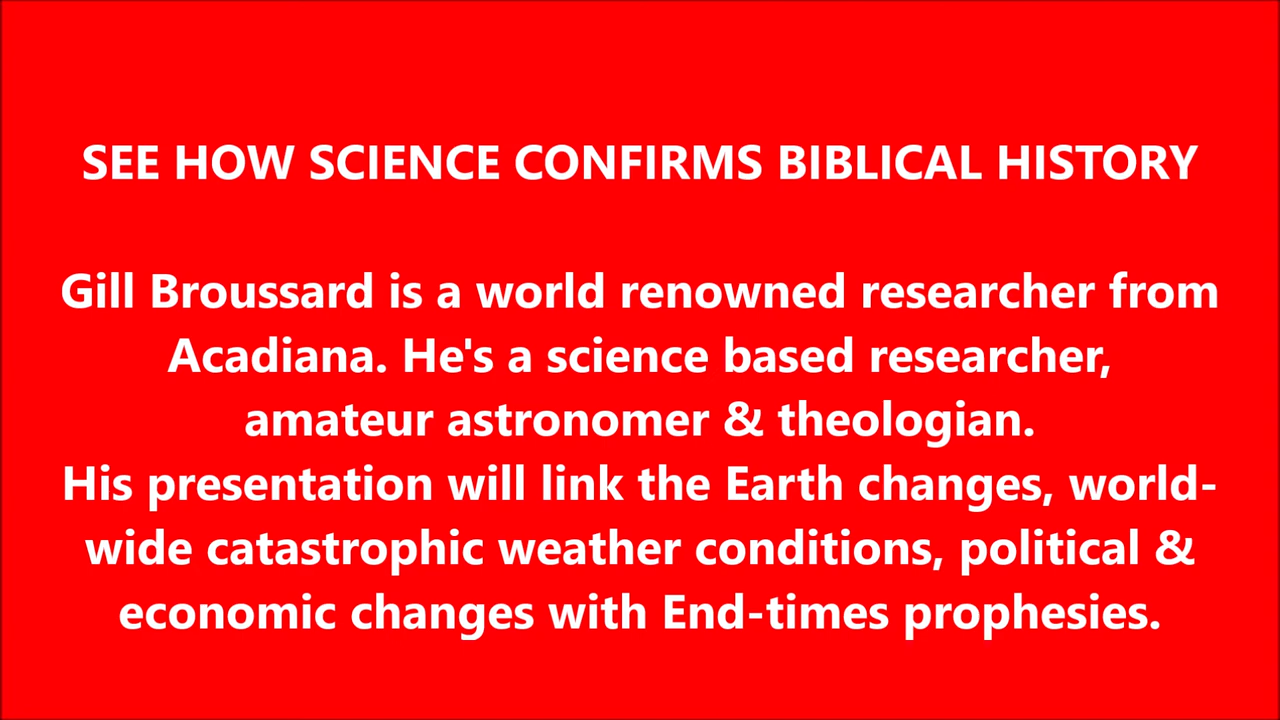 SEE HOW SCIENCE CONFIRMS BIBLICAL HISTORY
Gill Broussard is a world renowned researcher from
Acadiana. He's a science based researcher,
amateur astronomer & theologian.
His presentation will link the Earth changes, world-
wide catastrophic weather conditions, political &
economic changes with End-times prophesies.